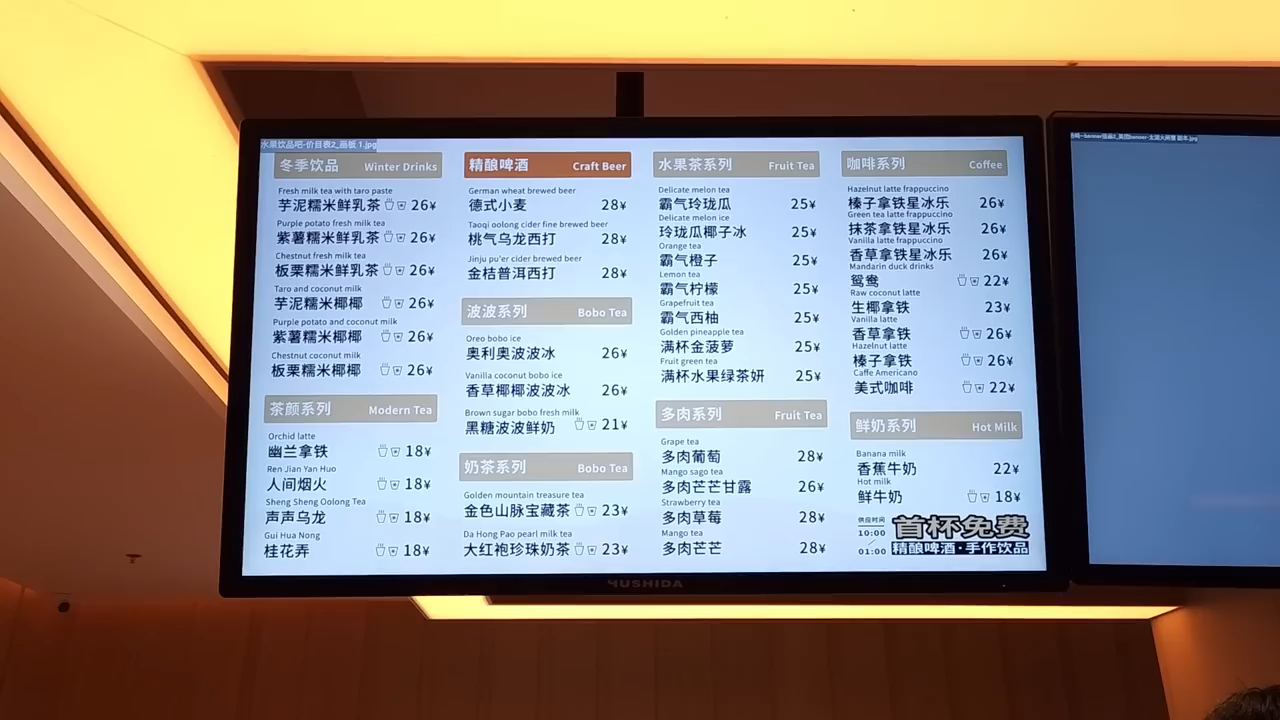 水果饮品吧-价目表2_画板 1.jpg
冬季饮品 Winter Drinks
Fresh milk tea with taro paste
芋泥糯米鲜乳茶 26¥
Purple potato fresh milk tea
紫薯糯米鲜乳茶 26¥
Chestnut fresh milk tea
板栗糯米鲜乳茶 26¥
Taro and coconut milk
芋泥糯米椰椰 26¥
Purple potato and coconut milk
紫薯糯米椰椰 26¥
Chestnut coconut milk
板栗糯米椰椰 26¥
茶颜系列 Modern Tea
Orchid latte
幽兰拿铁 18¥
Ren Jian Yan Huo
人间烟火 18¥
Sheng Sheng Oolong Tea
声声乌龙 18¥
Gui Hua Nong
桂花弄 18¥
精酿啤酒 Craft Beer
German wheat brewed beer
德式小麦 28¥
Taoqi oolong cider fine brewed beer
桃气乌龙西打 28¥
Jinju pu'er cider brewed beer
金桔普洱西打 28¥
波波系列 Bobo Tea
Oreo bobo ice
奥利奥波波冰 26¥
Vanilla coconut bobo ice
香草椰椰波波冰 26¥
Brown sugar bobo fresh milk
黑糖波波鲜奶 21¥
奶茶系列 Bobo Tea
Golden mountain treasure tea
金色山脉宝藏茶 23¥
Da Hong Pao pearl milk tea
大红袍珍珠奶茶 23¥
水果茶系列 Fruit Tea
Delicate melon tea
霸气玲珑瓜 25¥
Delicate melon ice
玲珑瓜椰子冰 25¥
Orange tea
霸气橙子 25¥
Lemon tea
霸气柠檬 25¥
Grapefruit tea
霸气西柚 25¥
Golden pineapple tea
满杯金菠萝 25¥
Fruit green tea
满杯水果绿茶妍 25¥
多肉系列 Fruit Tea
Grape tea
多肉葡萄 28¥
Mango sago tea
多肉芒芒甘露 26¥
Strawberry tea
多肉草莓 28¥
Mango tea
多肉芒芒 28¥
咖啡系列 Coffee
Hazelnut latte frappuccino
榛子拿铁星冰乐 26¥
Green tea latte frappuccino
抹茶拿铁星冰乐 26¥
Vanilla latte frappuccino
香草拿铁星冰乐 26¥
Mandarin duck drinks
鸳鸯 22¥
Raw coconut latte
生椰拿铁 23¥
Vanilla latte
香草拿铁 26¥
Hazelnut latte
榛子拿铁 26¥
Caffe Americano
美式咖啡 22¥
鲜奶系列 Hot Milk
Banana milk
香蕉牛奶 22¥
Hot milk
鲜牛奶 18¥
供应时间
10:00
01:00
首杯免费
精酿啤酒·手作饮品
YUSHIDA